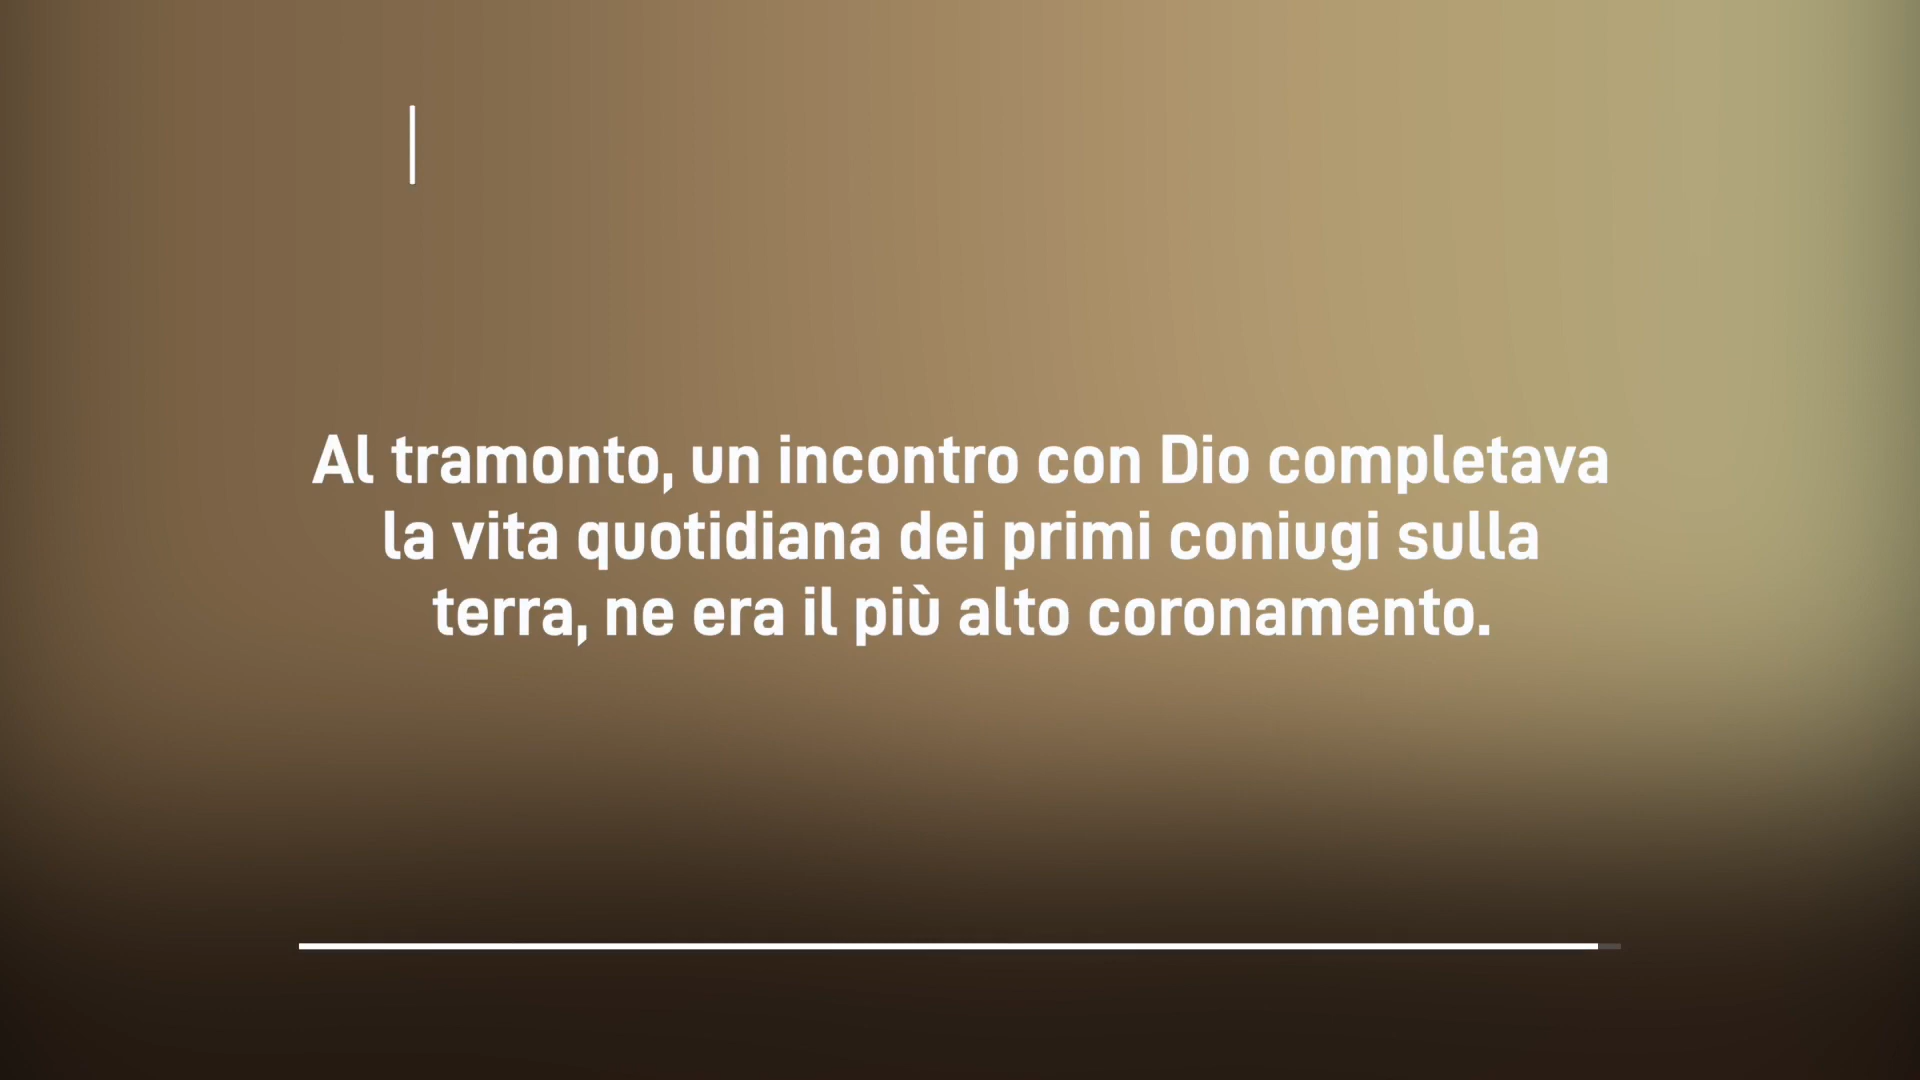 Al tramonto, un incontro con Dio completava
la vita quotidiana dei primi coniugi sulla
terra, ne era il più alto coronamento.